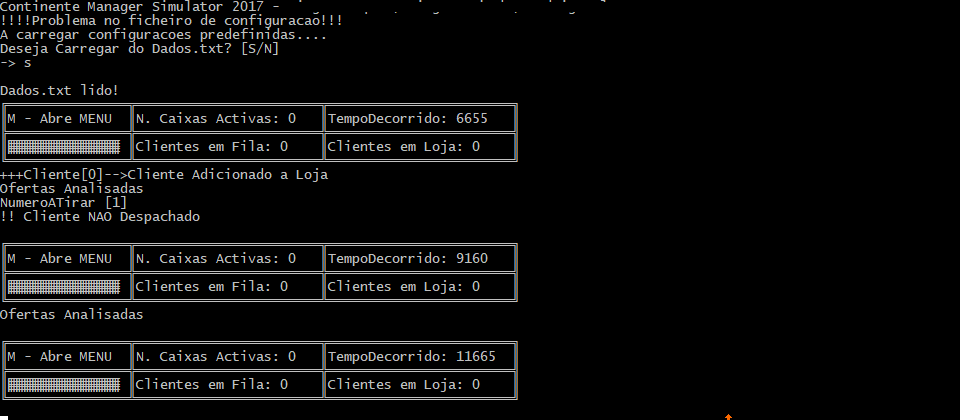 Continente Manager Simulator 2017 -
!!!!Problema no ficheiro de configuracao!!!
A carregar configuracoes predefinidas....
Deseja Carregar do Dados.txt? [S/N]
-> s
Dados.txt lido!
M - Abre MENU N. Caixas Activas: 0 TempoDecorrido: 6655
Clientes em Fila: 0 Clientes em Loja: 0
+++Cliente[0]-->Cliente Adicionado a Loja
Ofertas Analisadas
NumeroATirar [1]
!! Cliente NAO Despachado
M - Abre MENU N. Caixas Activas: 0 TempoDecorrido: 9160
Clientes em Fila: 0 Clientes em Loja: 0
Ofertas Analisadas
M - Abre MENU N. Caixas Activas: 0 TempoDecorrido: 11665
Clientes em Fila: 0 Clientes em Loja: 0